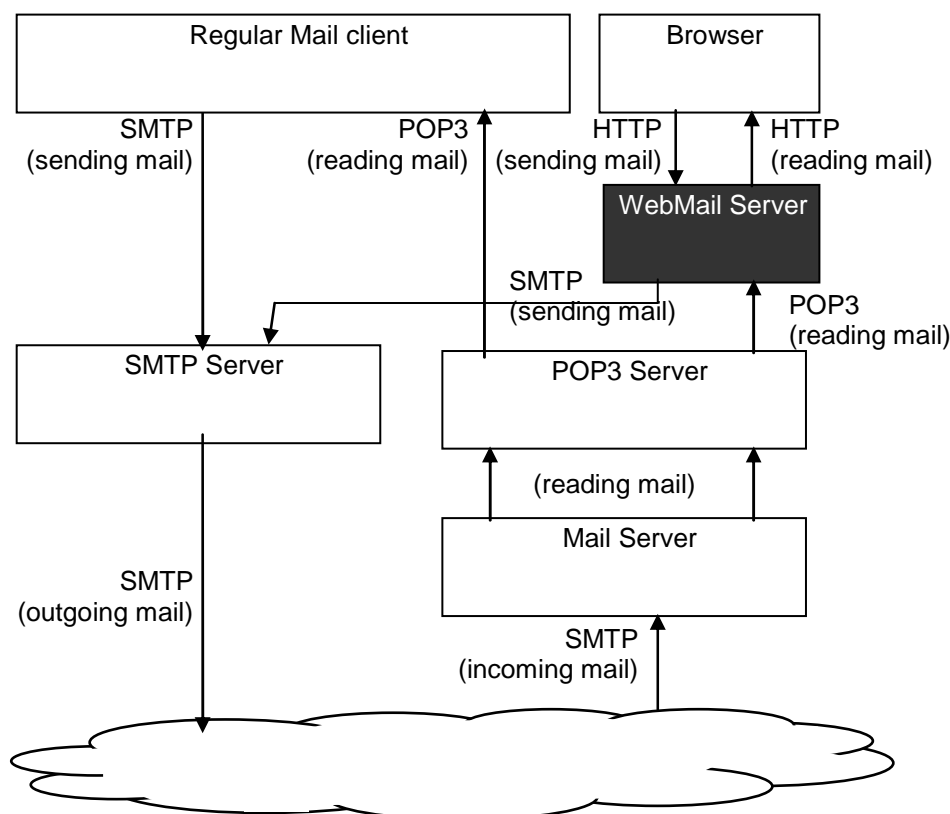 Regular Mail client
Browser
SMTP
(sending mail)
POP3
(reading mail)
HTTP
(sending mail)
HTTP
(reading mail)
WebMail Server
SMTP
(sending mail)
POP3
(reading mail)
SMTP Server
POP3 Server
(reading mail)
Mail Server
SMTP
(outgoing mail)
SMTP
(incoming mail)